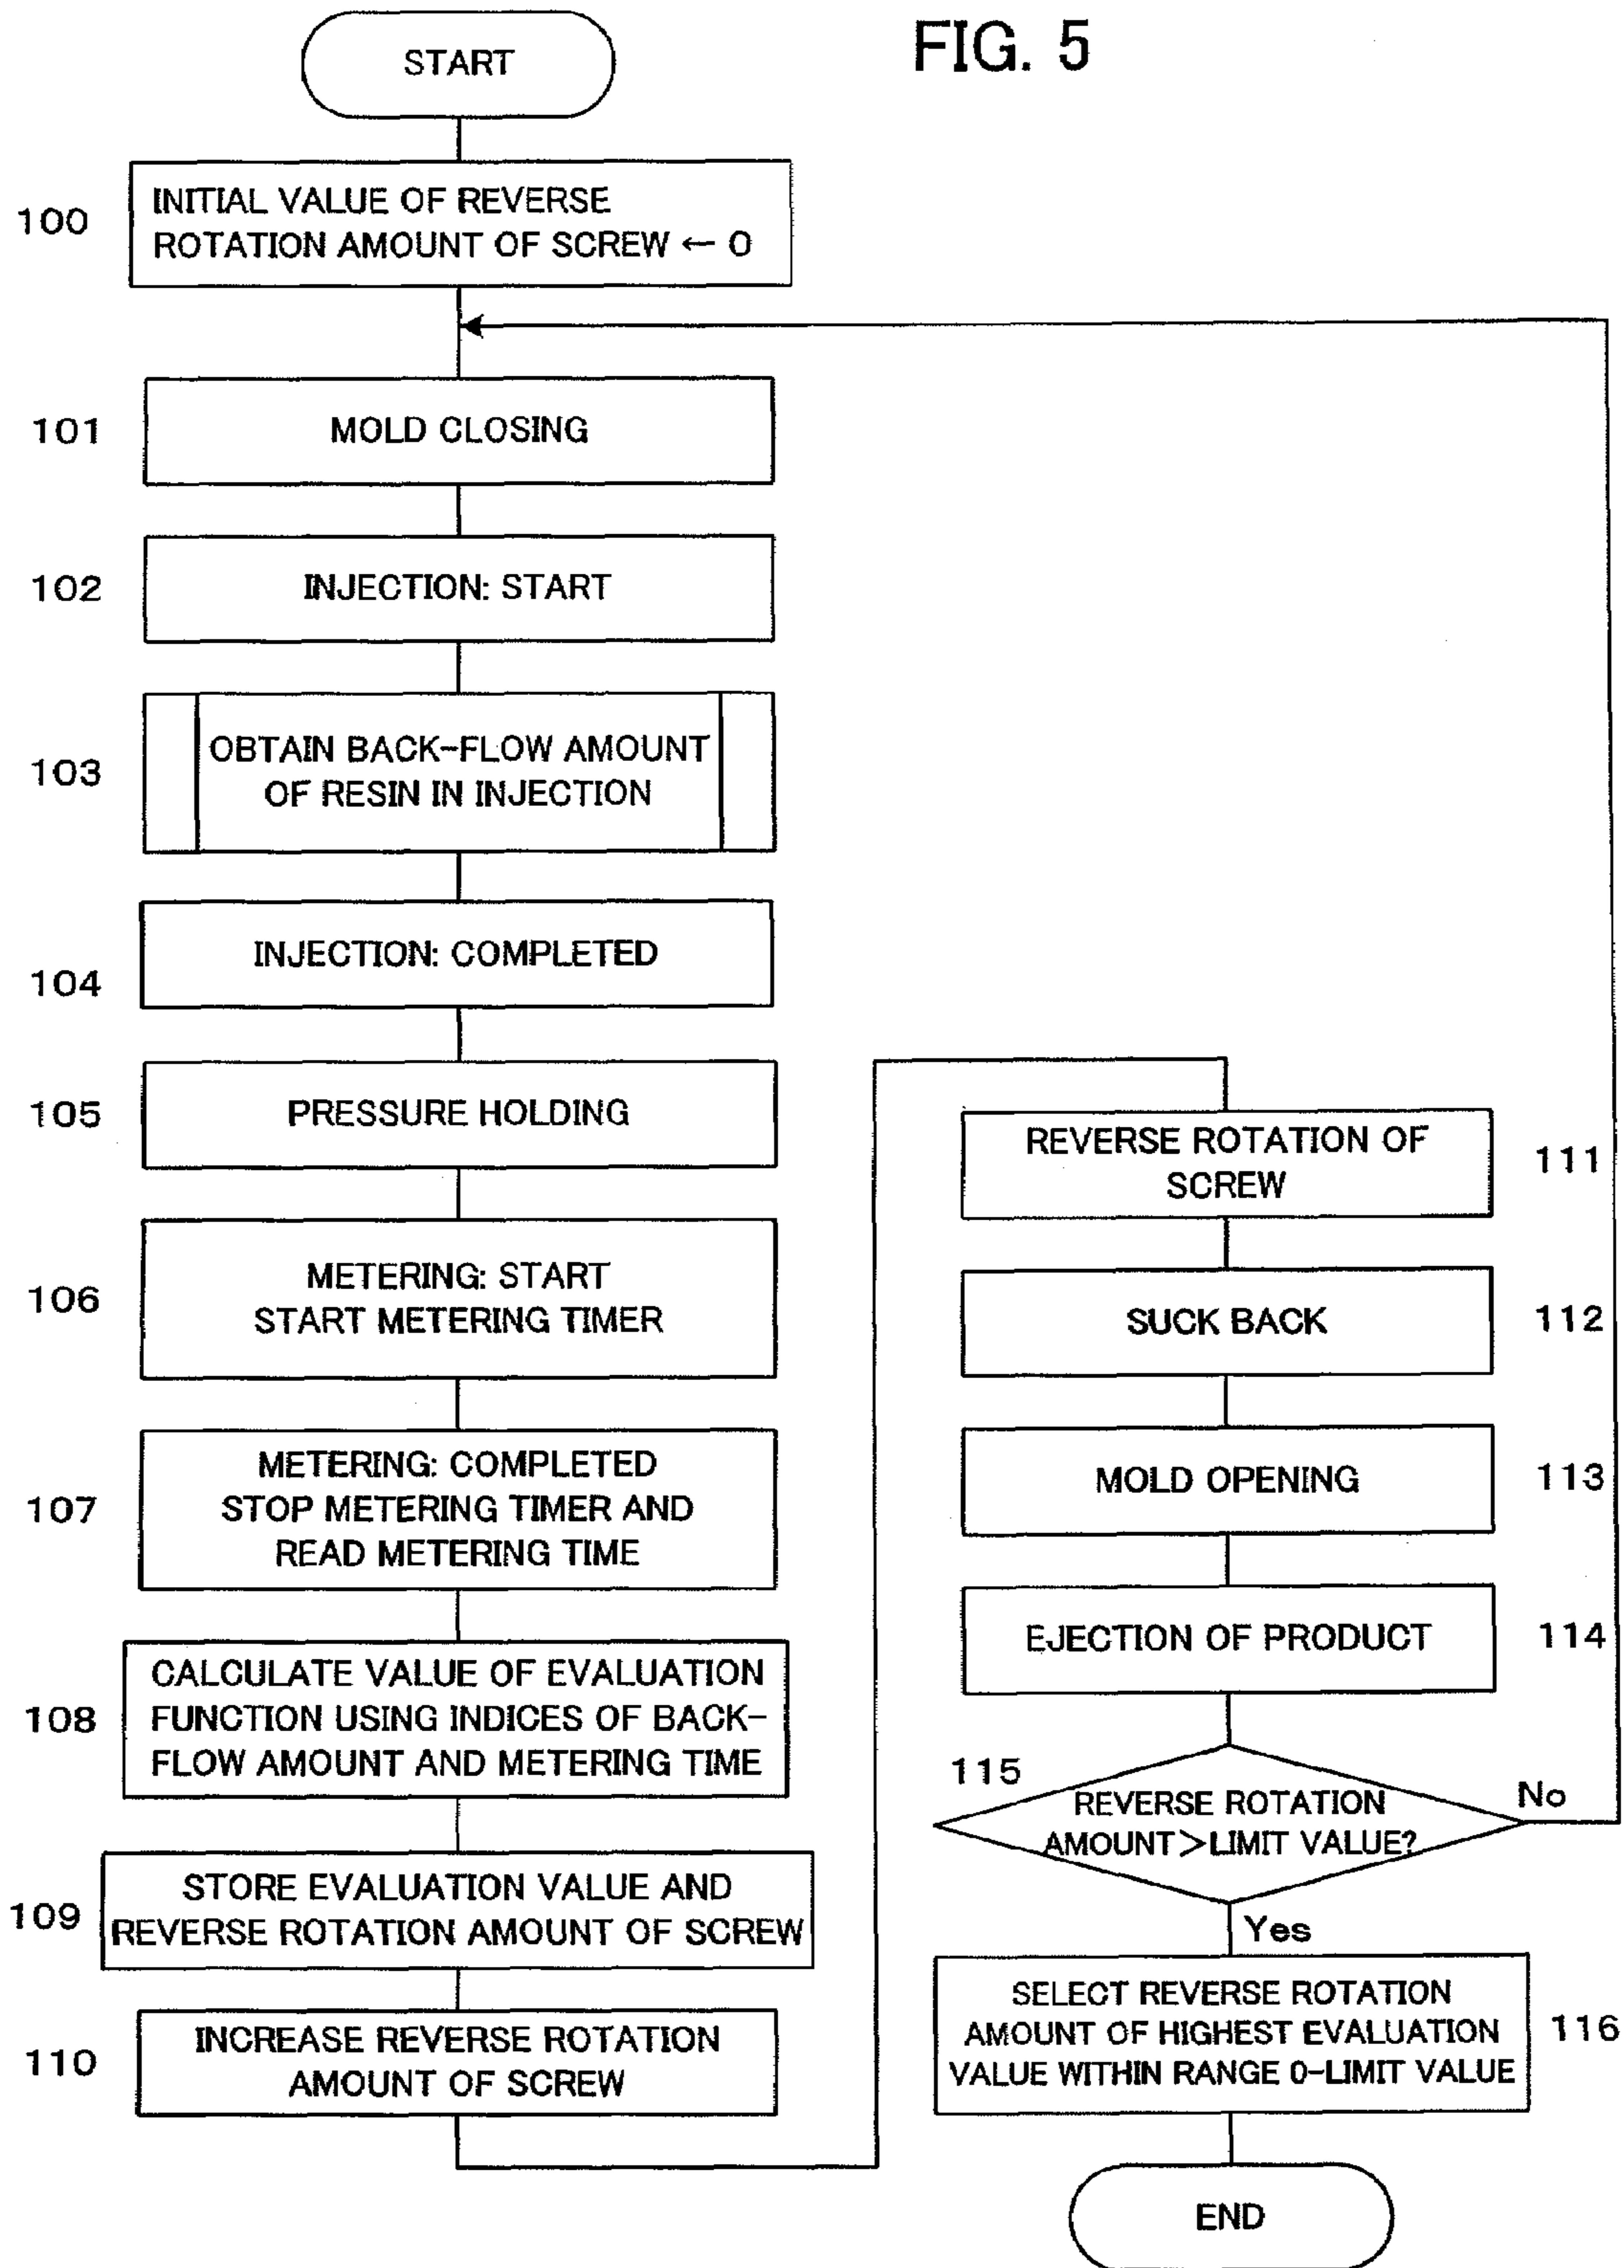 FIG. 5
START
100
INITIAL VALUE OF REVERSE
ROTATION AMOUNT OF SCREW ← 0
101
MOLD CLOSING
102
INJECTION: START
103
OBTAIN BACK-FLOW AMOUNT
OF RESIN IN INJECTION
104
INJECTION: COMPLETED
105
PRESSURE HOLDING
106
METERING: START
START METERING TIMER
107
METERING: COMPLETED
STOP METERING TIMER AND
READ METERING TIME
108
CALCULATE VALUE OF EVALUATION
FUNCTION USING INDICES OF BACK-
FLOW AMOUNT AND METERING TIME
109
STORE EVALUATION VALUE AND
REVERSE ROTATION AMOUNT OF SCREW
110
INCREASE REVERSE ROTATION
AMOUNT OF SCREW
REVERSE ROTATION OF
SCREW
111
SUCK BACK
112
MOLD OPENING
113
EJECTION OF PRODUCT
114
115
REVERSE ROTATION
AMOUNT>LIMIT VALUE?
No
Yes
SELECT REVERSE ROTATION
AMOUNT OF HIGHEST EVALUATION
VALUE WITHIN RANGE 0-LIMIT VALUE
116
END